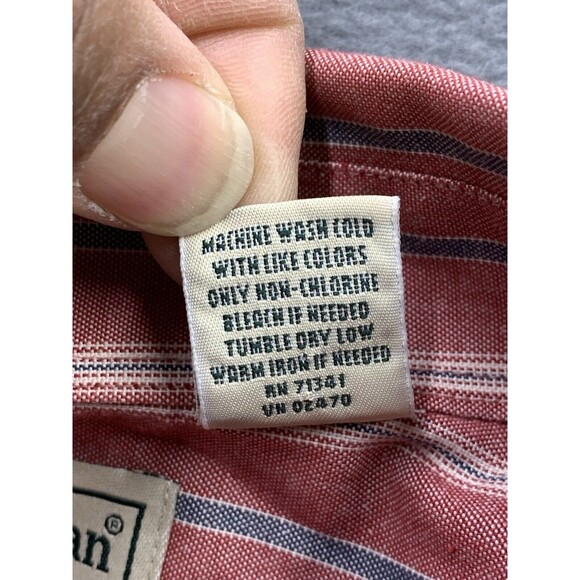 MACHINE WASH COLD
WITH LIKE COLORS
ONLY NON-CHLORINE
BLEACH IF NEEDED
TUMBLE DRY LOW
WARM IRON IF NEEDED
RN 71341
VN 02470
an®